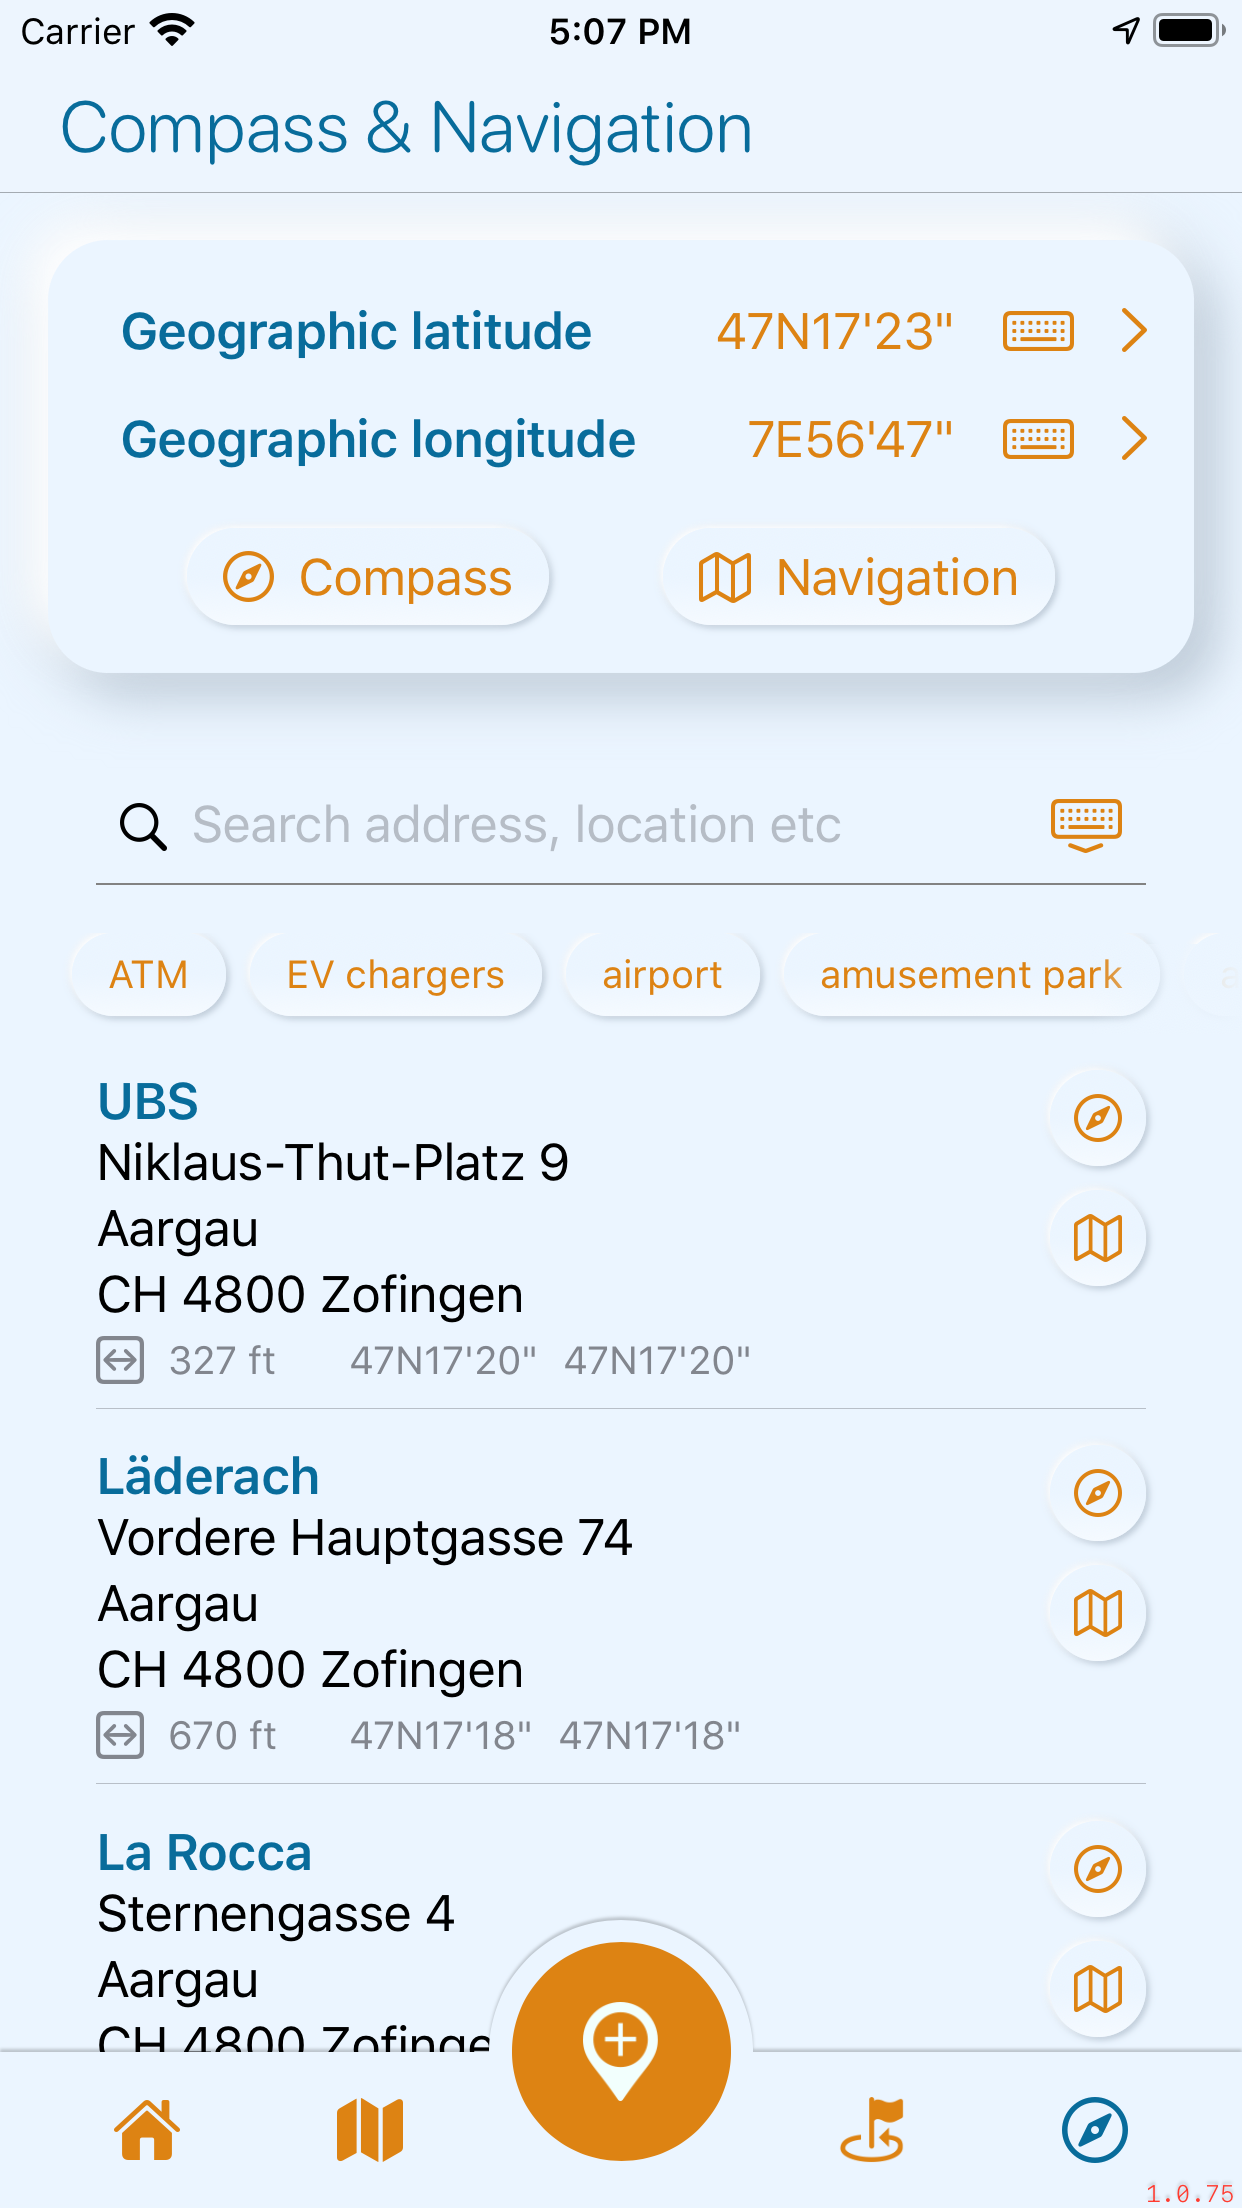 Carrier 5:07 PM
Compass & Navigation
Geographic latitude 47N17'23"
Geographic longitude 7E56'47"
Compass Navigation
Search address, location etc
ATM EV chargers airport amusement park a
UBS
Niklaus-Thut-Platz 9
Aargau
CH 4800 Zofingen
327 ft 47N17'20" 47N17'20"
Läderach
Vordere Hauptgasse 74
Aargau
CH 4800 Zofingen
670 ft 47N17'18" 47N17'18"
La Rocca
Sternengasse 4
Aargau
CH 4800 Zofinge
1.0.75